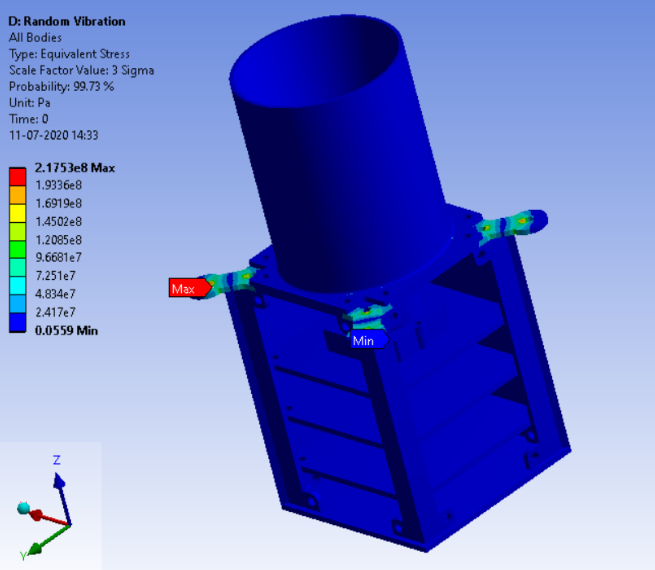 D: Random Vibration
All Bodies
Type: Equivalent Stress
Scale Factor Value: 3 Sigma
Probability: 99.73 %
Unit: Pa
Time: 0
11-07-2020 14:33
2.1753e8 Max
1.9336e8
1.6919e8
1.4502e8
1.2085e8
9.6681e7
7.251e7
4.834e7
2.417e7
0.0559 Min
Max
Min
Z
Y